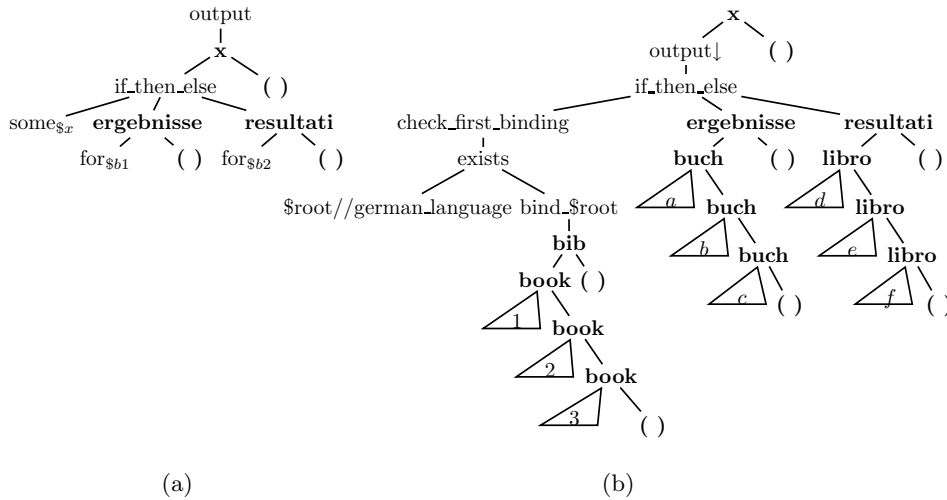 output x
x output↓ ( )
if_then_else ( ) if_then_else
some$x ergebnisse resultati check_first_binding ergebnisse resultati
for$b1 ( ) for$b2 ( ) exists buch ( ) libro ( )
$root//german_language bind_$root a buch d libro
bib b buch e libro
book ( ) c ( ) f ( )
1 book
2 book
3 ( )
(a) (b)